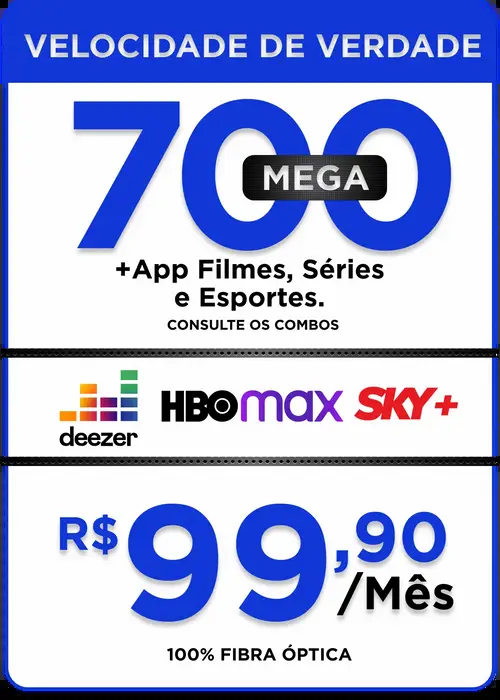 VELOCIDADE DE VERDADE
700
MEGA
+App Filmes, Séries
e Esportes.
CONSULTE OS COMBOS
deezer
HBOmax SKY+
R$99,90
/Mês
100% FIBRA ÓPTICA